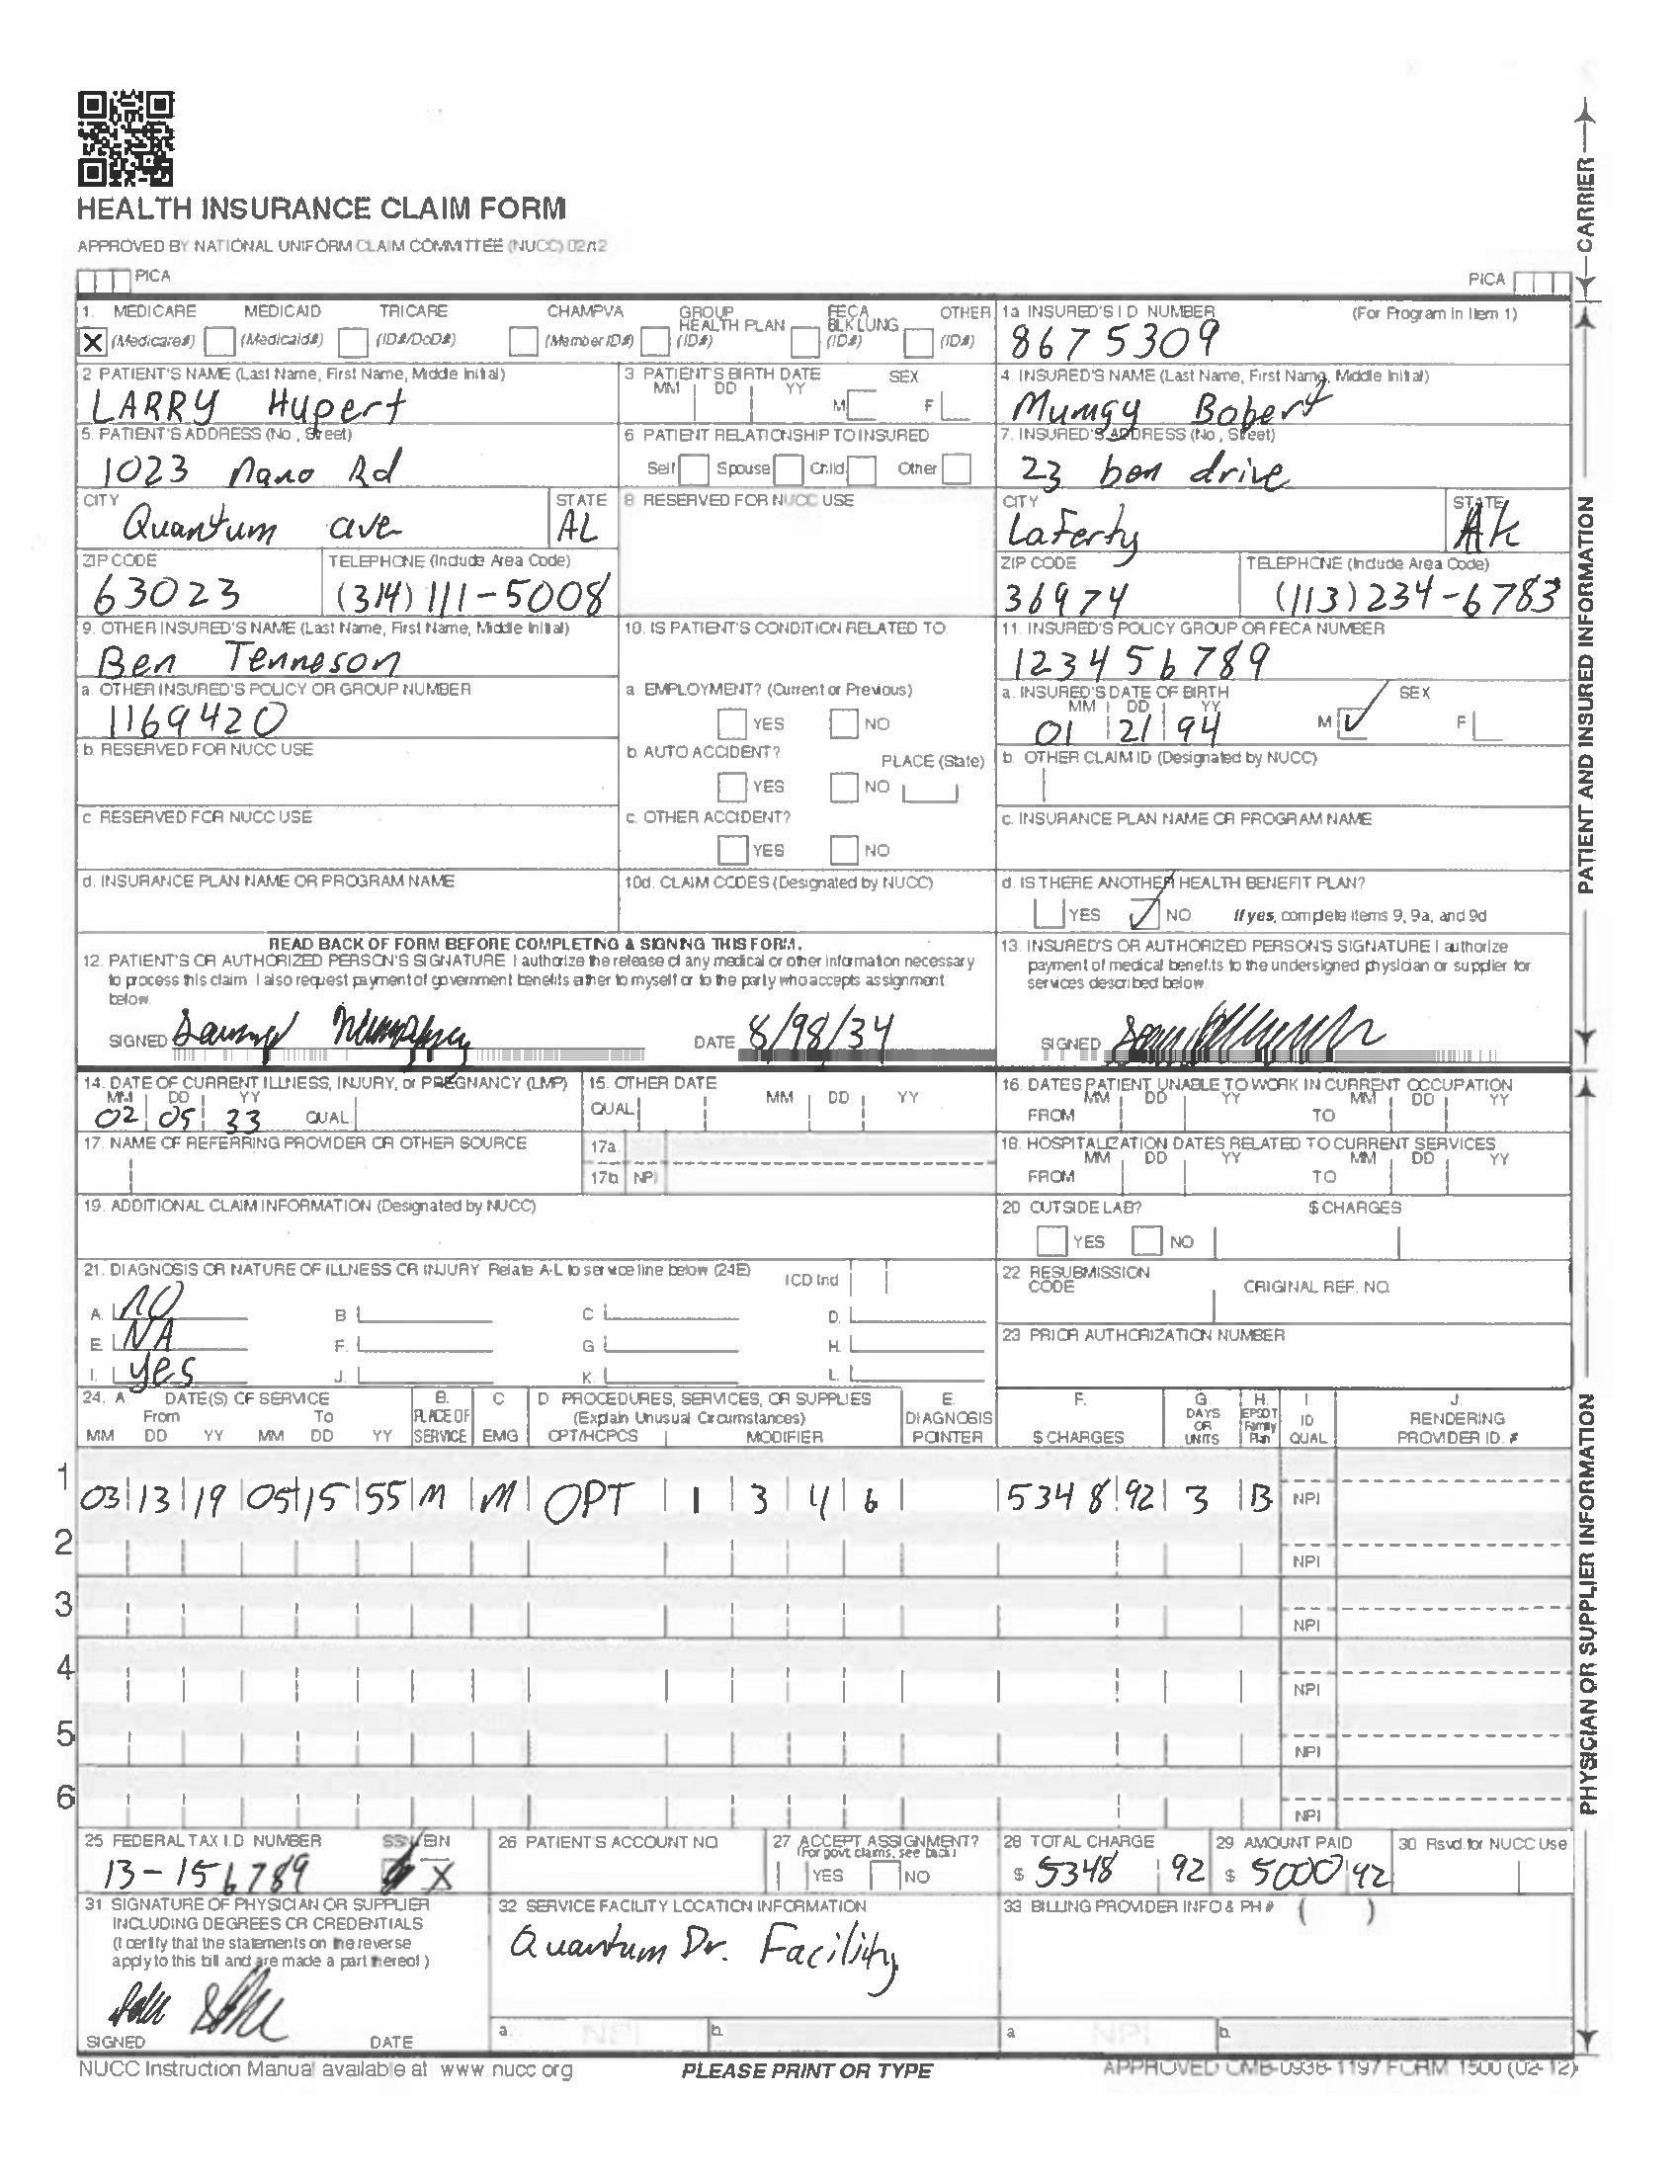 HEALTH INSURANCE CLAIM FORM
APPROVED BY NATIONAL UNIFORM CLAIM COMMITTEE (NUCC) 02/12
PICA
PICA
CARRIER
1. MEDICARE MEDICAID TRICARE CHAMPVA GROUP HEALTH PLAN FECA BLK LUNG OTHER
X (Medicare#) (Medicaid#) (ID#/DoD#) (Member ID#) (ID#) (ID#) (ID#)
1a INSURED'S I D NUMBER (For Program in Item 1)
8675309
2 PATIENT'S NAME (Last Name, First Name, Middle Initial)
LARRY Hupert
3 PATIENT'S BIRTH DATE SEX
MM DD YY M F
4. INSURED'S NAME (Last Name, First Name, Middle Initial)
Mumgy Bobert
5. PATIENT'S ADDRESS (No , Street)
1023 nano Rd
6 PATIENT RELATIONSHIP TO INSURED
Self Spouse Child Other
7. INSURED'S ADDRESS (No , Street)
23 ben drive
CITY STATE
Quantum ave AL
8 RESERVED FOR NUCC USE
CITY STATE
Laferty AK
ZIP CODE TELEPHONE (Include Area Code)
63023 (314) 111-5008
ZIP CODE TELEPHONE (Include Area Code)
36974 (113) 234-6783
PATIENT AND INSURED INFORMATION
9. OTHER INSURED'S NAME (Last Name, First Name, Middle Initial)
Ben Tenneson
10. IS PATIENT'S CONDITION RELATED TO
11. INSURED'S POLICY GROUP OR FECA NUMBER
123456789
a. OTHER INSURED'S POLICY OR GROUP NUMBER
1169420
a. EMPLOYMENT? (Current or Previous)
YES NO
a. INSURED'S DATE OF BIRTH SEX
MM DD YY
01 21 94 M F
b. RESERVED FOR NUCC USE
b AUTO ACCIDENT? PLACE (State)
YES NO
b. OTHER CLAIM ID (Designated by NUCC)
c RESERVED FOR NUCC USE
c. OTHER ACCIDENT?
YES NO
c. INSURANCE PLAN NAME OR PROGRAM NAME
d. INSURANCE PLAN NAME OR PROGRAM NAME
10d. CLAIM CODES (Designated by NUCC)
d. IS THERE ANOTHER HEALTH BENEFIT PLAN?
YES NO If yes, complete items 9, 9a, and 9d
READ BACK OF FORM BEFORE COMPLETING & SIGNING THIS FORM.
12. PATIENT'S OR AUTHORIZED PERSON'S SIGNATURE I authorize the release of any medical or other information necessary
to process this claim I also request payment of government benefits either to myself or to the party who accepts assignment
below.
SIGNED DATE 8/98/34
13. INSURED'S OR AUTHORIZED PERSON'S SIGNATURE I authorize
payment of medical benefits to the undersigned physician or supplier for
services described below.
SIGNED
14. DATE OF CURRENT ILLNESS, INJURY, or PREGNANCY (LMP)
MM DD YY
02 05 33 QUAL
15. OTHER DATE
QUAL MM DD YY
16. DATES PATIENT UNABLE TO WORK IN CURRENT OCCUPATION
MM DD YY MM DD YY
FROM TO
17. NAME OF REFERRING PROVIDER OR OTHER SOURCE
17a
17b NPI
18. HOSPITALIZATION DATES RELATED TO CURRENT SERVICES
MM DD YY MM DD YY
FROM TO
19. ADDITIONAL CLAIM INFORMATION (Designated by NUCC)
20 OUTSIDE LAB? $ CHARGES
YES NO
21. DIAGNOSIS OR NATURE OF ILLNESS OR INJURY Relate A-L to service line below (24E) ICD Ind
A. NO B C D.
E NA F. G H.
I. yes J. K. L.
22 RESUBMISSION
CODE ORIGINAL REF. NO.
23 PRIOR AUTHORIZATION NUMBER
24. A DATE(S) OF SERVICE B. C D PROCEDURES, SERVICES, OR SUPPLIES E. F. G. H. I. J.
From To PLACE OF (Explain Unusual Circumstances) DIAGNOSIS DAYS OR UNITS EPSDT Family Plan ID QUAL RENDERING
MM DD YY MM DD YY SERVICE EMG CPT/HCPCS MODIFIER POINTER $ CHARGES PROVIDER ID. #
1 03 13 19 05 15 55 M M OPT 1 3 4 6 5348 92 3 B NPI
2 NPI
3 NPI
4 NPI
5 NPI
6 NPI
PHYSICIAN OR SUPPLIER INFORMATION
25 FEDERAL TAX I.D NUMBER SSN EIN
13-156789 X
26 PATIENT'S ACCOUNT NO
27 ACCEPT ASSIGNMENT?
(For govt. claims, see back)
YES NO
28 TOTAL CHARGE
$ 5348 92
29 AMOUNT PAID
$ 5000 92
30 Rsvd for NUCC Use
31 SIGNATURE OF PHYSICIAN OR SUPPLIER
INCLUDING DEGREES OR CREDENTIALS
(I certify that the statements on the reverse
apply to this bill and are made a part thereof )
SIGNED DATE
32 SERVICE FACILITY LOCATION INFORMATION
Quantum Dr. Facility
a. NPI b.
33 BILLING PROVIDER INFO & PH # ( )
a NPI b.
NUCC Instruction Manual available at www nucc org
PLEASE PRINT OR TYPE
APPROVED OMB-0938-1197 FORM 1500 (02-12)